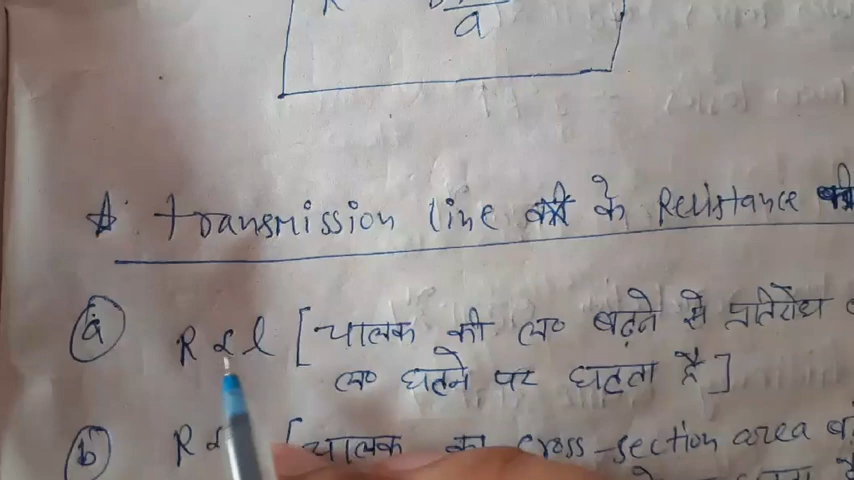 a
☆ Transmission line के Resistance
(a) R α l [चालक की ल० बढ़ने से प्रतिरोध
ल० घटने पर घटता है]
(b) R α [चालक का cross-section area